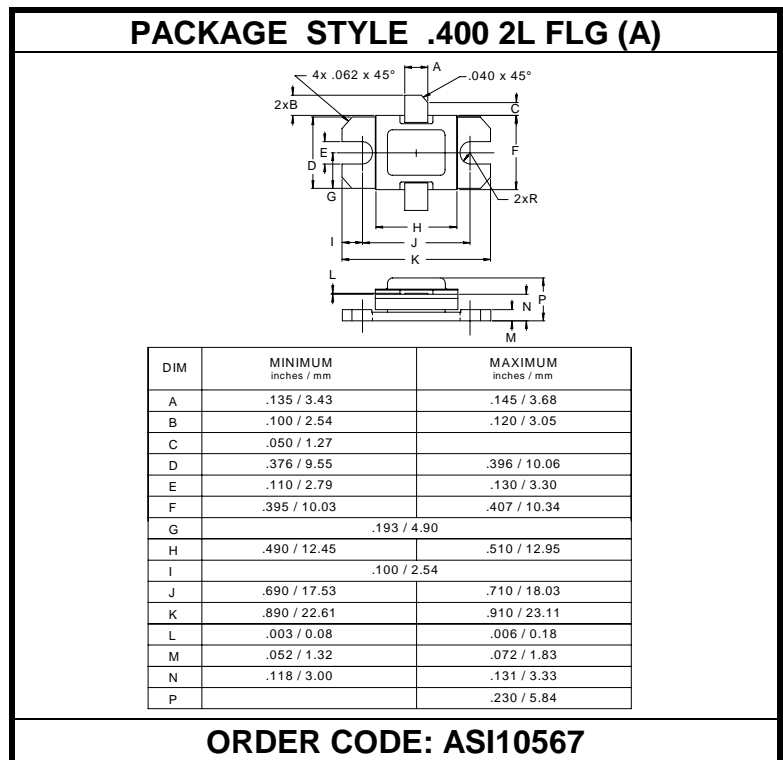 PACKAGE STYLE .400 2L FLG (A)
A
4x .062 x 45°
.040 x 45°
2xB
C
E
D
F
G
2xR
H
I
J
K
L
P
N
M
DIM MINIMUM MAXIMUM
inches / mm inches / mm
A .135 / 3.43 .145 / 3.68
B .100 / 2.54 .120 / 3.05
C .050 / 1.27
D .376 / 9.55 .396 / 10.06
E .110 / 2.79 .130 / 3.30
F .395 / 10.03 .407 / 10.34
G .193 / 4.90
H .490 / 12.45 .510 / 12.95
I .100 / 2.54
J .690 / 17.53 .710 / 18.03
K .890 / 22.61 .910 / 23.11
L .003 / 0.08 .006 / 0.18
M .052 / 1.32 .072 / 1.83
N .118 / 3.00 .131 / 3.33
P .230 / 5.84
ORDER CODE: ASI10567